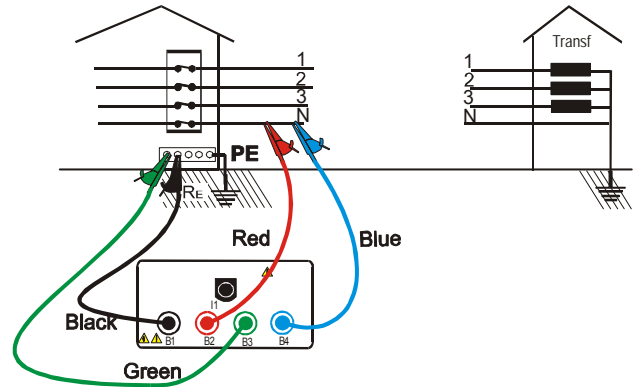 Transf
1
2
3
N
1
2
3
N
PE
RE
Red
Blue
I1
Black
B1
B2
B3
B4
Green